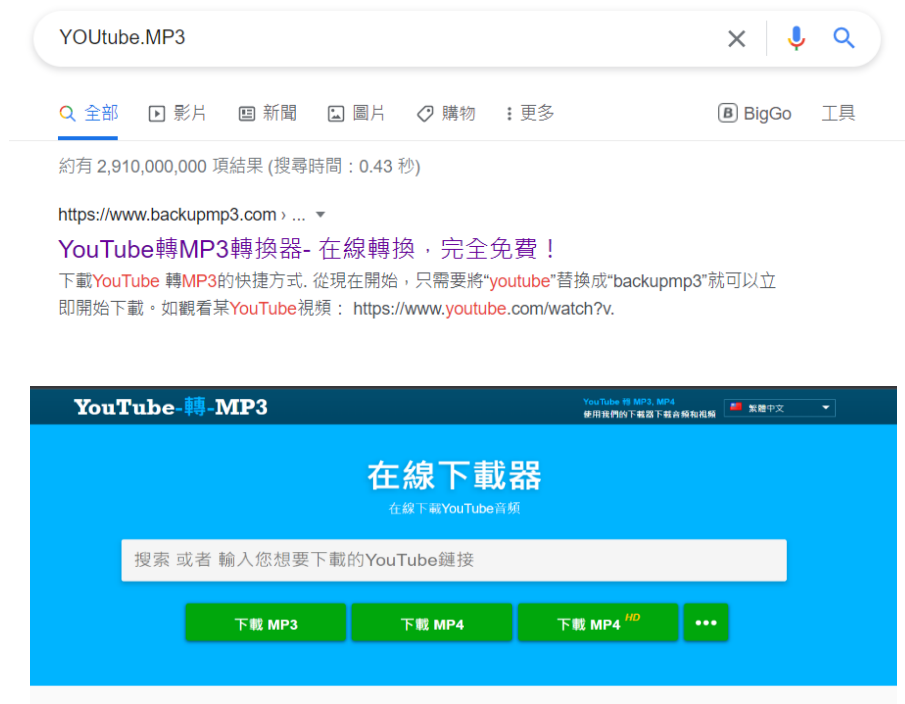 YOUtube.MP3
全部 影片 新聞 圖片 購物 更多 B BigGo 工具
約有 2,910,000,000 項結果 (搜尋時間：0.43 秒)
https://www.backupmp3.com › ...
YouTube轉MP3轉換器- 在線轉換，完全免費！
下載YouTube 轉MP3的快捷方式. 從現在開始，只需要將“youtube”替換成“backupmp3”就可以立
即開始下載。如觀看某YouTube視頻： https://www.youtube.com/watch?v.
YouTube-轉-MP3
YouTube 轉 MP3, MP4
使用我們的下載器下載音頻和視頻
繁體中文
在線下載器
在線下載YouTube音頻
搜索 或者 輸入您想要下載的YouTube鏈接
下載 MP3 下載 MP4 下載 MP4 HD •••